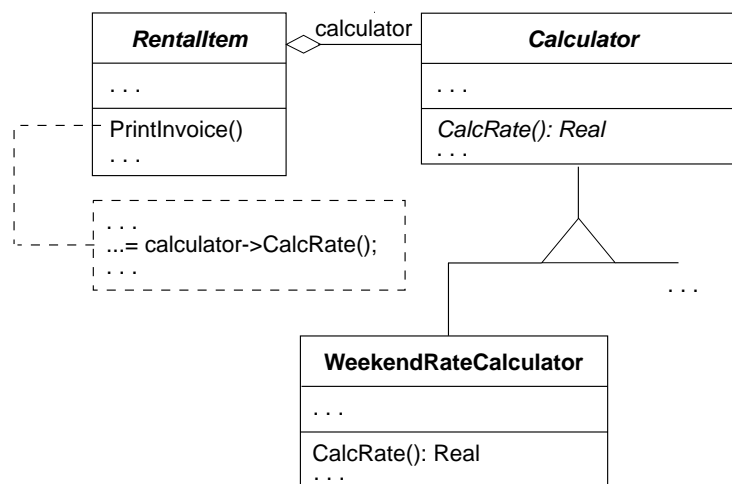 RentalItem
. . .
PrintInvoice()
. . .
calculator
Calculator
. . .
CalcRate(): Real
. . .
. . .
...= calculator->CalcRate();
. . .
. . .
WeekendRateCalculator
. . .
CalcRate(): Real
. . .